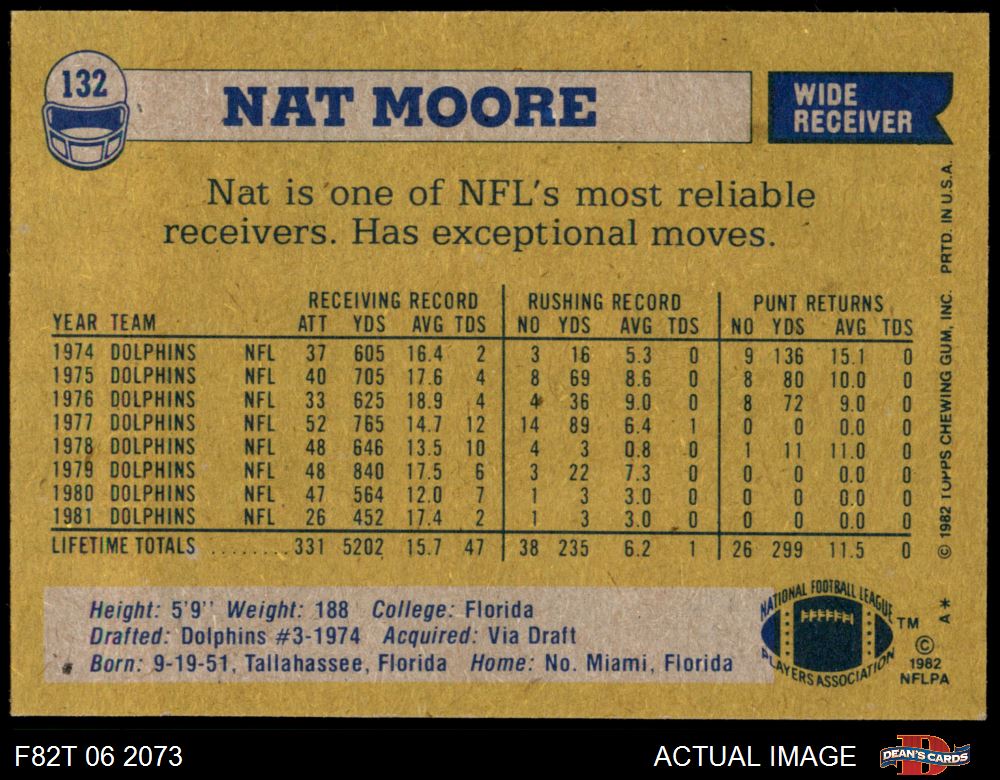 132
NAT MOORE
WIDE
RECEIVER
Nat is one of NFL's most reliable
receivers. Has exceptional moves.
RECEIVING RECORD RUSHING RECORD PUNT RETURNS
YEAR TEAM ATT YDS AVG TDS NO YDS AVG TDS NO YDS AVG TDS
1974 DOLPHINS NFL 37 605 16.4 2 3 16 5.3 0 9 136 15.1 0
1975 DOLPHINS NFL 40 705 17.6 4 8 69 8.6 0 8 80 10.0 0
1976 DOLPHINS NFL 33 625 18.9 4 4 36 9.0 0 8 72 9.0 0
1977 DOLPHINS NFL 52 765 14.7 12 14 89 6.4 1 0 0 0.0 0
1978 DOLPHINS NFL 48 646 13.5 10 4 3 0.8 0 1 11 11.0 0
1979 DOLPHINS NFL 48 840 17.5 6 3 22 7.3 0 0 0 0.0 0
1980 DOLPHINS NFL 47 564 12.0 7 1 3 3.0 0 0 0 0.0 0
1981 DOLPHINS NFL 26 452 17.4 2 1 3 3.0 0 0 0 0.0 0
LIFETIME TOTALS ........ 331 5202 15.7 47 38 235 6.2 1 26 299 11.5 0
Height: 5'9" Weight: 188 College: Florida
Drafted: Dolphins #3-1974 Acquired: Via Draft
Born: 9-19-51, Tallahassee, Florida Home: No. Miami, Florida
NATIONAL FOOTBALL LEAGUE
PLAYERS ASSOCIATION
TM
©
1982
NFLPA
A*
© 1982 TOPPS CHEWING GUM, INC. PRTD. IN U.S.A.
F82T 06 2073
ACTUAL IMAGE
DEAN'S CARDS